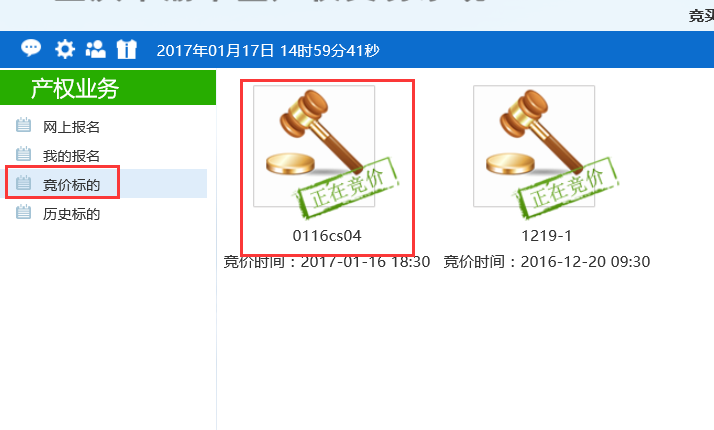 竞买
2017年01月17日 14时59分41秒
产权业务
网上报名
我的报名
竞价标的
历史标的
正在竞价
正在竞价
0116cs04
1219-1
竞价时间：2017-01-16 18:30
竞价时间：2016-12-20 09:30